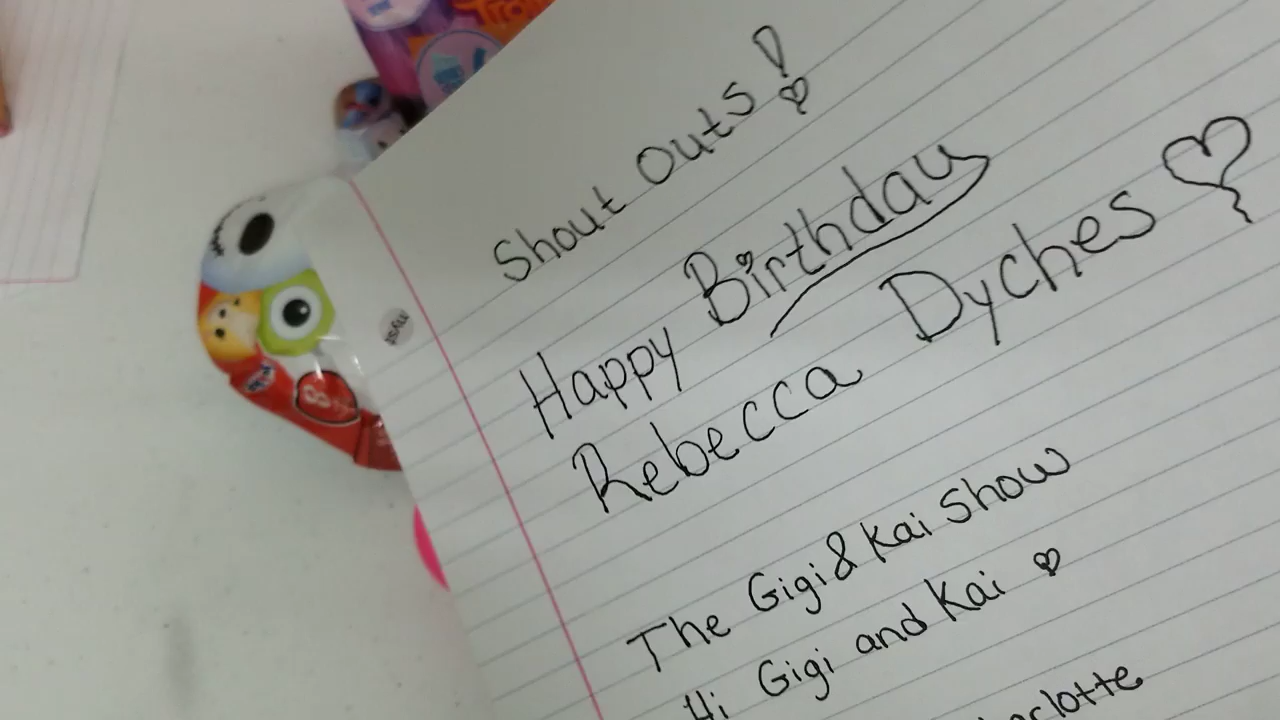 Shout Outs!
Happy Birthday
Rebecca Dyches
The Gigi & Kai Show
Hi Gigi and Kai